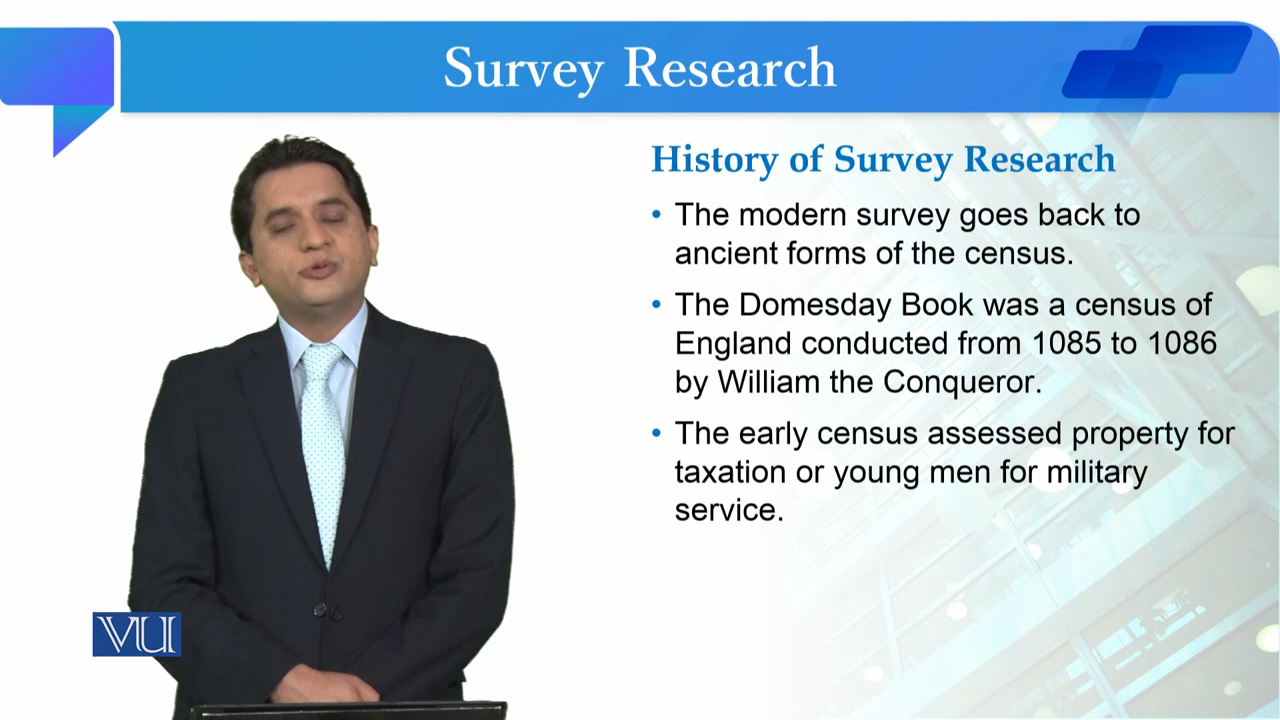 Survey Research
History of Survey Research
• The modern survey goes back to
ancient forms of the census.
• The Domesday Book was a census of
England conducted from 1085 to 1086
by William the Conqueror.
• The early census assessed property for
taxation or young men for military
service.
VU